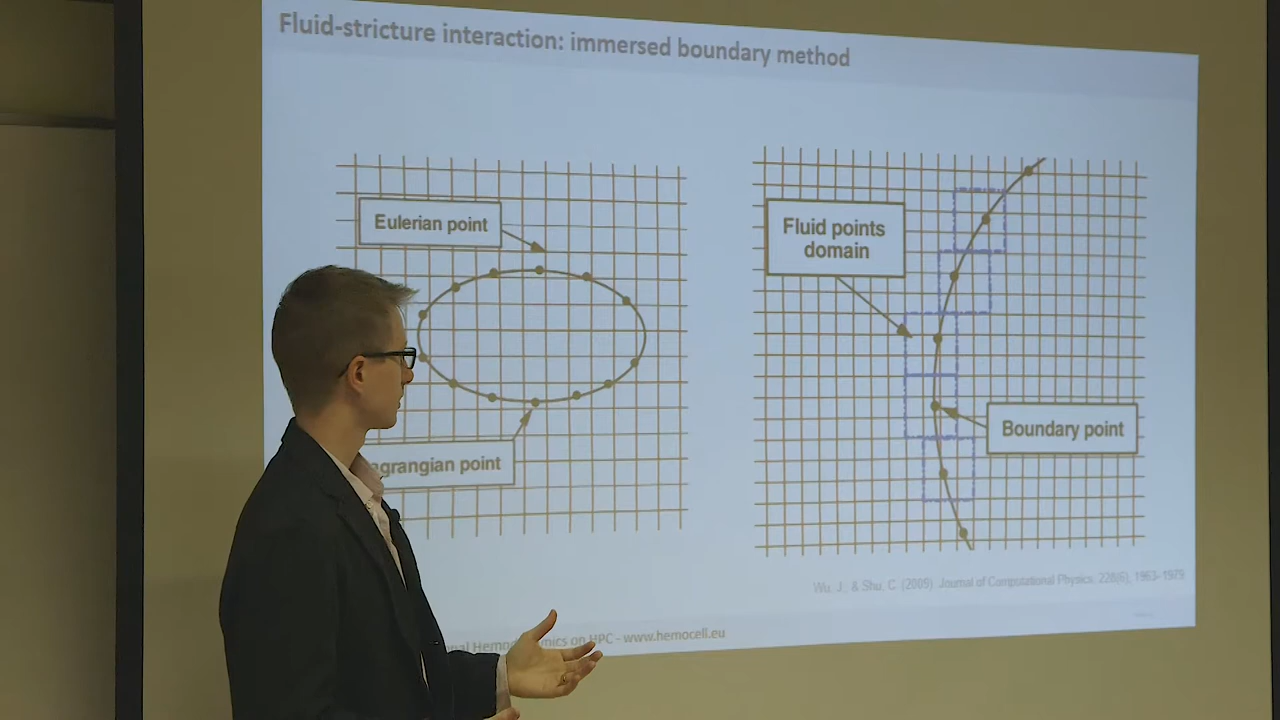 Fluid-stricture interaction: immersed boundary method
Eulerian point
Fluid points
domain
Boundary point
agrangian point
Wu, J., & Shu, C. (2009). Journal of Computational Physics, 228(6), 1963-1979
on HPC - www.hemocell.eu